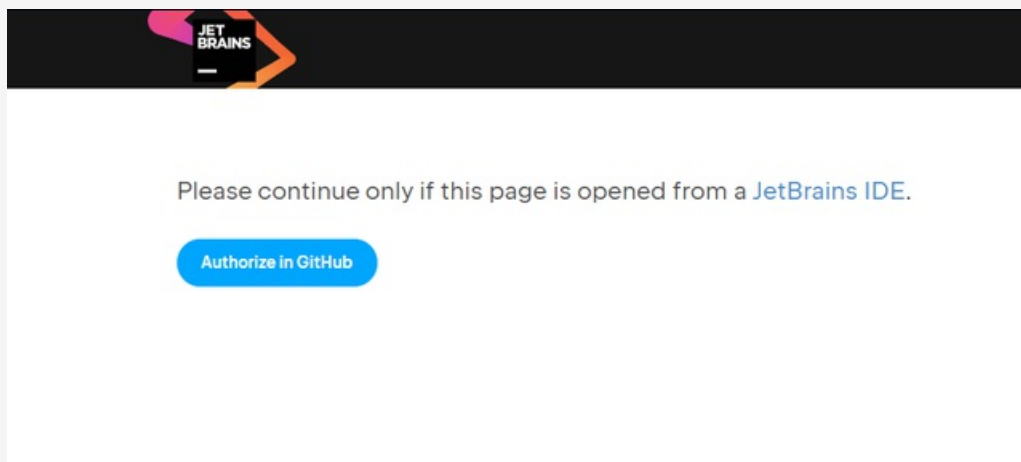 JET
BRAINS
Please continue only if this page is opened from a JetBrains IDE.
Authorize in GitHub